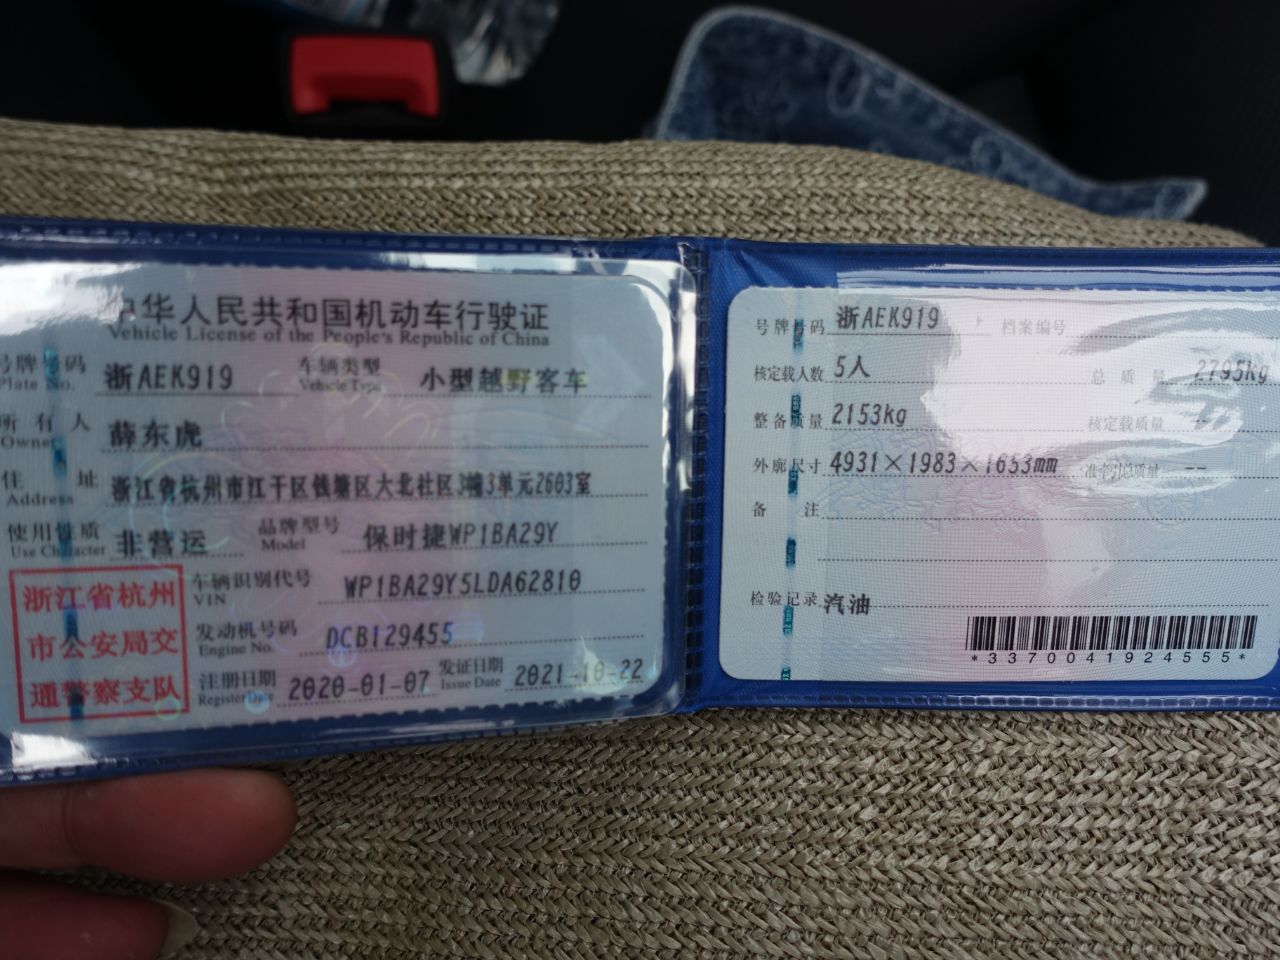 中华人民共和国机动车行驶证
Vehicle License of the People's Republic of China
号牌号码 浙AEK919 车辆类型 小型越野客车
Plate No. Vehicle Type
所有人 薛东虎
Owner
住址 浙江省杭州市江干区钱塘区大北社区3幢3单元2603室
Address
使用性质 非营运 品牌型号 保时捷WP1BA29Y
Use Character Model
浙江省杭州
市公安局交
通警察支队
车辆识别代号 WP1BA29Y5LDA62810
VIN
发动机号码 DCB129455
Engine No.
注册日期 2020-01-07 发证日期 2021-10-22
Register Date Issue Date
号牌号码 浙AEK919 档案编号
核定载人数 5人 总质量 2795kg
整备质量 2153kg 核定载质量 --
外廓尺寸 4931×1983×1653mm 准牵引总质量 --
备注
检验记录 汽油
*3370041924555*